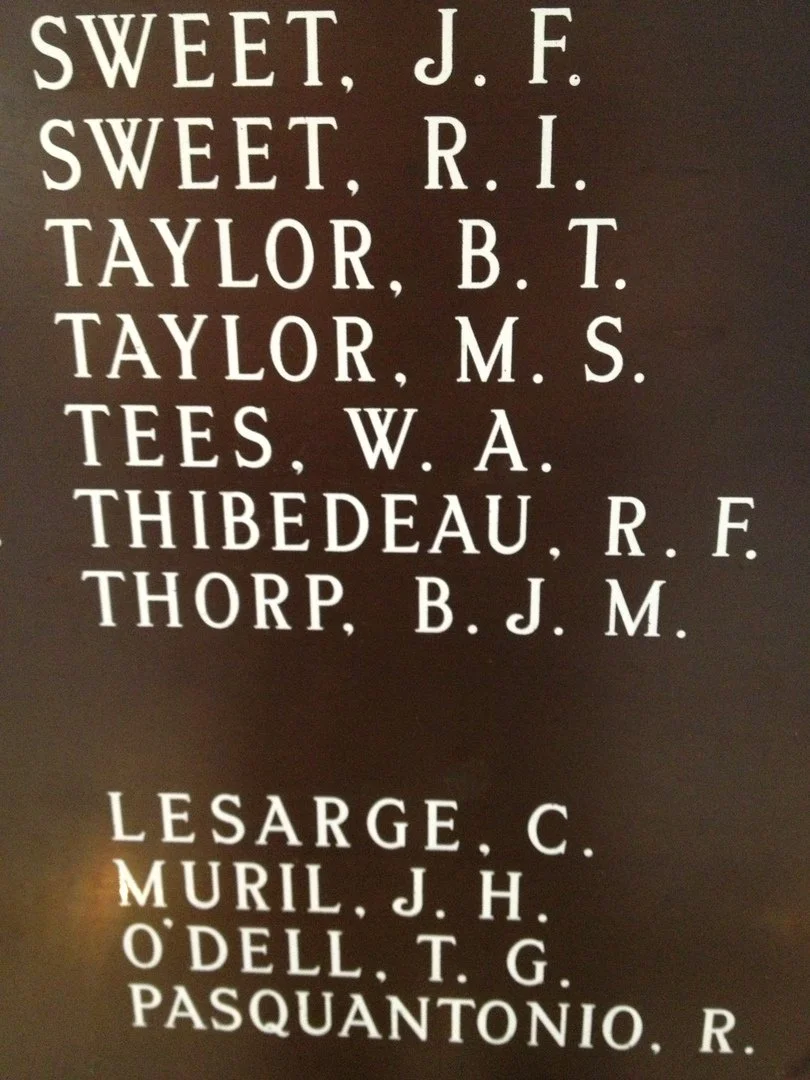 SWEET, J. F.
SWEET, R. I.
TAYLOR, B. T.
TAYLOR, M. S.
TEES, W. A.
THIBEDEAU, R. F.
THORP, B. J. M.
LESARGE, C.
MURIL, J. H.
O'DELL, T. G.
PASQUANTONIO, R.